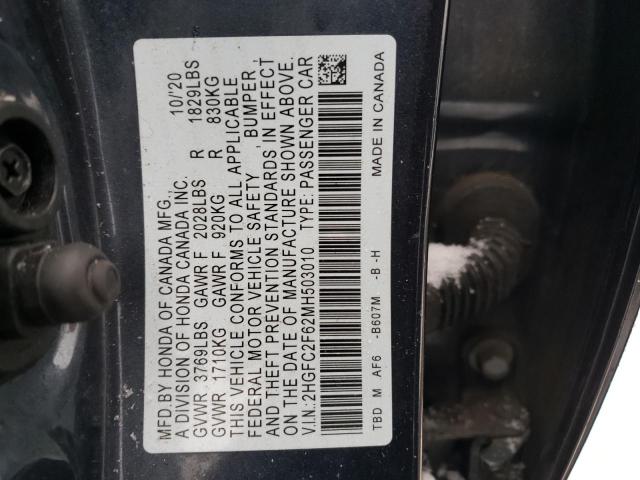 MFD.BY HONDA OF CANADA MFG., 10/'20
A DIVISION OF HONDA CANADA INC.
GVWR 3769LBS GAWR F 2028LBS R 1829LBS
GVWR 1710KG GAWR F 920KG R 830KG
THIS VEHICLE CONFORMS TO ALL APPLICABLE
FEDERAL MOTOR VEHICLE SAFETY , BUMPER ,
AND THEFT PREVENTION STANDARDS IN EFFECT
ON THE DATE OF MANUFACTURE SHOWN ABOVE.
V.I.N.: 2HGFC2F62MH503010 TYPE: PASSENGER CAR
TBD M AF6 B607M -B -H MADE IN CANADA